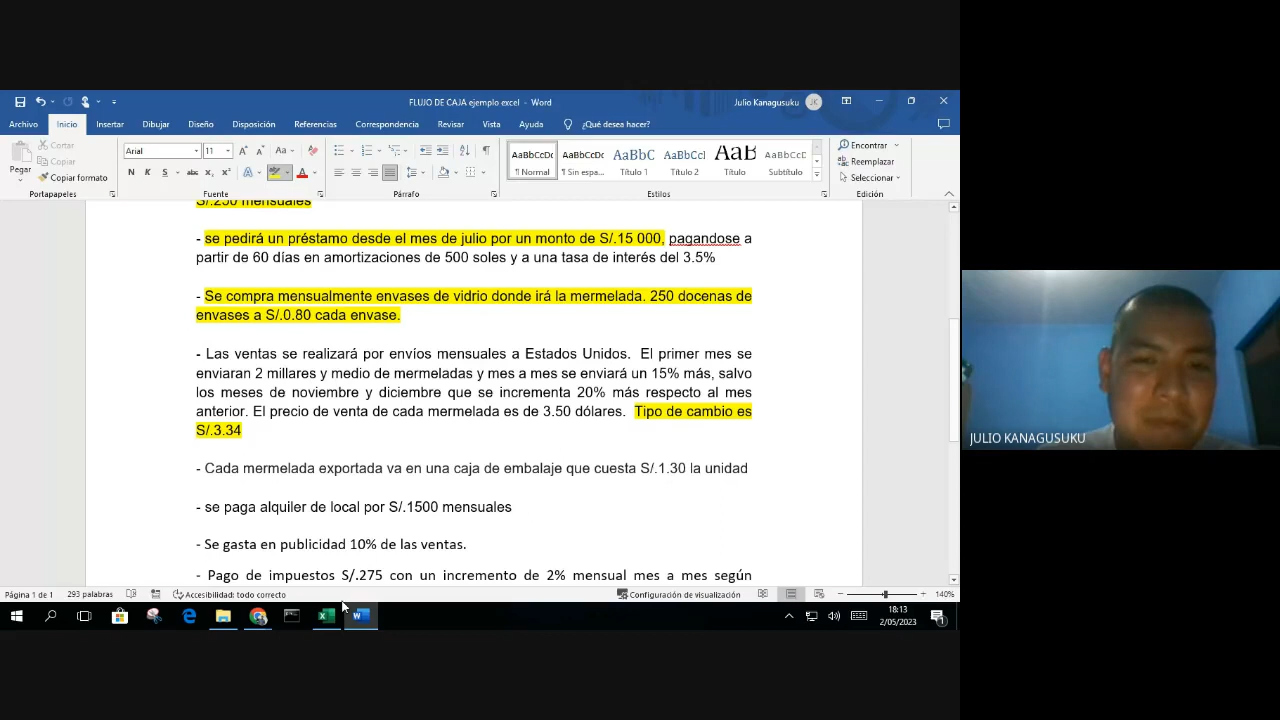 FLUJO DE CAJA ejemplo excel - Word
Julio Kanagusuku
JK
Archivo Inicio Insertar Dibujar Diseño Disposición Referencias Correspondencia Revisar Vista Ayuda ¿Qué desea hacer?
Pegar
Cortar
Copiar
Copiar formato
Portapapeles
Arial 11
N K S
Fuente
Párrafo
AaBbCcDc AaBbCcDc AaBbC AaBbCcI AaB AaBbCcD
¶ Normal ¶ Sin espa... Título 1 Título 2 Título Subtítulo
Estilos
Encontrar
Reemplazar
Seleccionar
Edición
S/.250 mensuales
- se pedirá un préstamo desde el mes de julio por un monto de S/.15 000, pagandose a
partir de 60 días en amortizaciones de 500 soles y a una tasa de interés del 3.5%
- Se compra mensualmente envases de vidrio donde irá la mermelada. 250 docenas de
envases a S/.0.80 cada envase.
- Las ventas se realizará por envíos mensuales a Estados Unidos. El primer mes se
enviaran 2 millares y medio de mermeladas y mes a mes se enviará un 15% más, salvo
los meses de noviembre y diciembre que se incrementa 20% más respecto al mes
anterior. El precio de venta de cada mermelada es de 3.50 dólares. Tipo de cambio es
S/.3.34
- Cada mermelada exportada va en una caja de embalaje que cuesta S/.1.30 la unidad
- se paga alquiler de local por S/.1500 mensuales
- Se gasta en publicidad 10% de las ventas.
- Pago de impuestos S/.275 con un incremento de 2% mensual mes a mes según
Página 1 de 1 293 palabras Accesibilidad: todo correcto Configuración de visualización 140%
18:13
2/05/2023
JULIO KANAGUSUKU